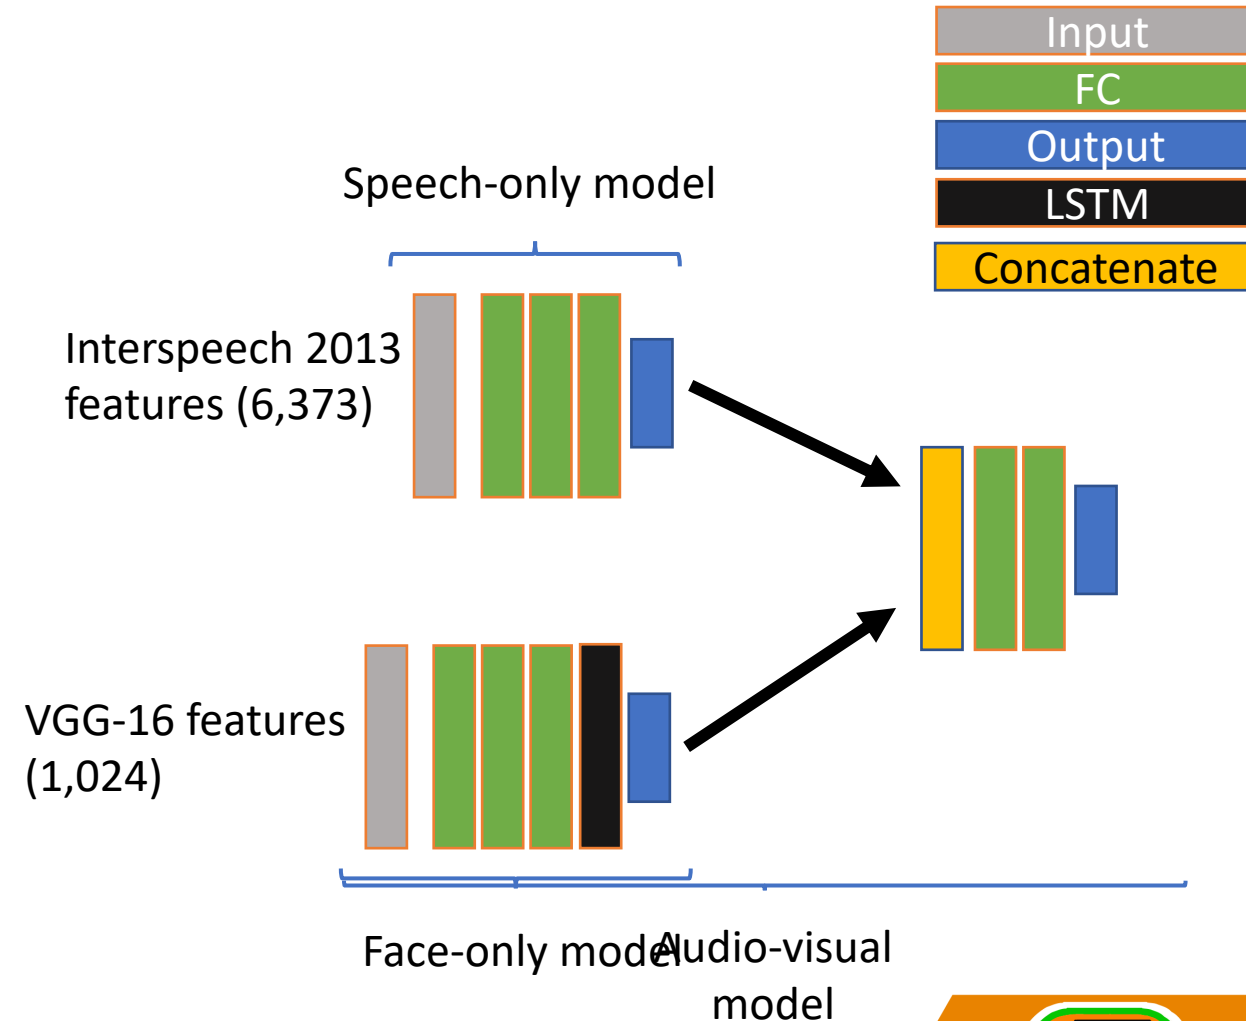 Input
FC
Output
LSTM
Concatenate
Speech-only model
Interspeech 2013
features (6,373)
VGG-16 features
(1,024)
Face-only model
Audio-visual
model